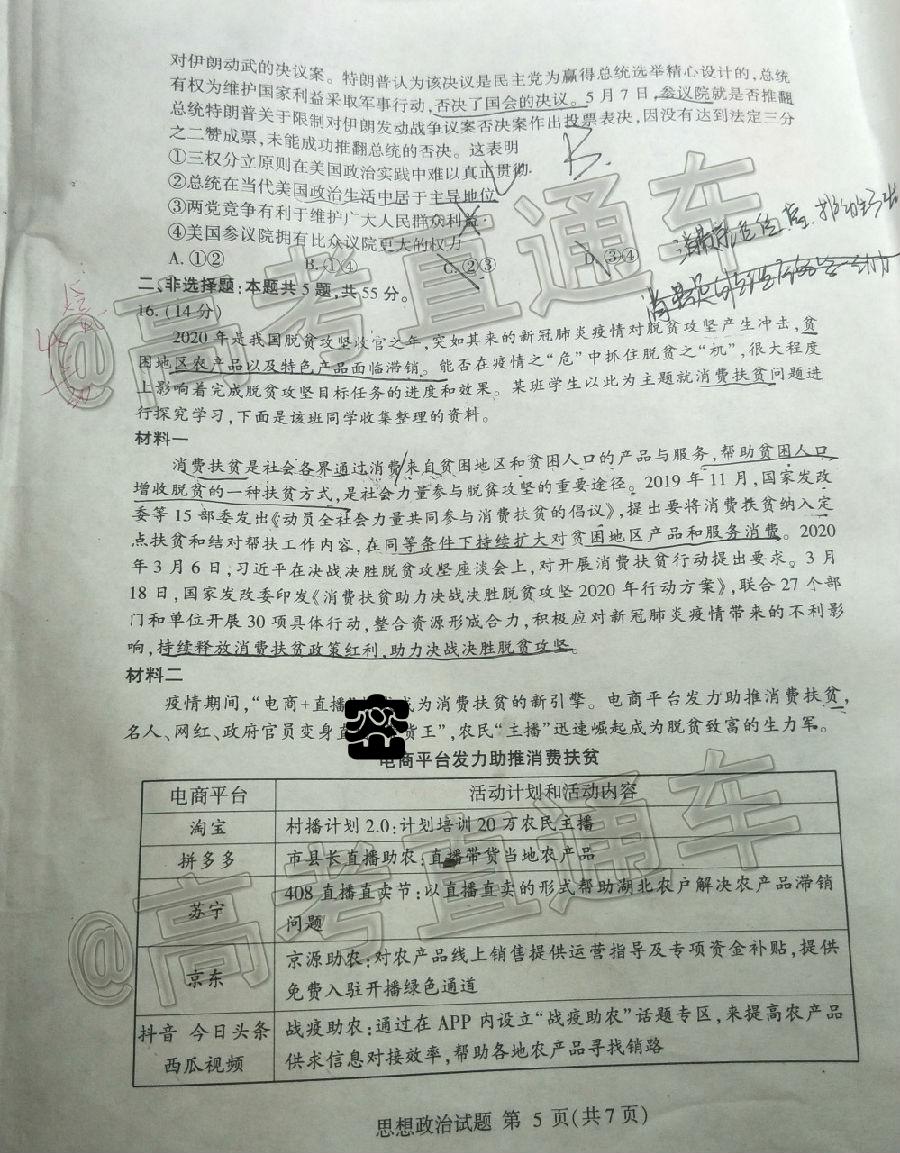 对伊朗动武的决议案。特朗普认为该决议是民主党为赢得总统选举精心设计的,总统
有权为维护国家利益采取军事行动,否决了国会的决议。5月7日,参议院就是否推翻
总统特朗普关于限制对伊朗发动战争议案否决案作出投票表决,因没有达到法定三分
之二赞成票,未能成功推翻总统的否决。这表明
①三权分立原则在美国政治实践中难以真正贯彻
B.
②总统在当代美国政治生活中居于主导地位
③两党竞争有利于维护广大人民群众利益
④美国参议院拥有比众议院更大的权力
A.①② B.①④ C.②③ D.③④
二、非选择题:本题共5题,共55分。
16.(14分)
2020年是我国脱贫攻坚收官之年,突如其来的新冠肺炎疫情对脱贫攻坚产生冲击,贫
困地区农产品以及特色产品面临滞销。能否在疫情之“危”中抓住脱贫之“机”,很大程度
上影响着完成脱贫攻坚目标任务的进度和效果。某班学生以此为主题就消费扶贫问题进
行探究学习,下面是该班同学收集整理的资料。
材料一
消费扶贫是社会各界通过消费来自贫困地区和贫困人口的产品与服务,帮助贫困人口
增收脱贫的一种扶贫方式,是社会力量参与脱贫攻坚的重要途径。2019年11月,国家发改
委等15部委发出《动员全社会力量共同参与消费扶贫的倡议》,提出要将消费扶贫纳入定
点扶贫和结对帮扶工作内容,在同等条件下持续扩大对贫困地区产品和服务消费。2020
年3月6日,习近平在决战决胜脱贫攻坚座谈会上,对开展消费扶贫行动提出要求。3月
18日,国家发改委印发《消费扶贫助力决战决胜脱贫攻坚2020年行动方案》,联合27个部
门和单位开展30项具体行动,整合资源形成合力,积极应对新冠肺炎疫情带来的不利影
响,持续释放消费扶贫政策红利,助力决战决胜脱贫攻坚。
材料二
疫情期间,“电商+直播”成为消费扶贫的新引擎。电商平台发力助推消费扶贫,
名人、网红、政府官员变身直货王”,农民“主播”迅速崛起成为脱贫致富的生力军。
电商平台发力助推消费扶贫
电商平台 活动计划和活动内容
淘宝 村播计划2.0:计划培训20万农民主播
拼多多 市县长直播助农:直播带货当地农产品
苏宁 408直播直卖节:以直播直卖的形式帮助湖北农户解决农产品滞销
问题
京东 京源助农:对农产品线上销售提供运营指导及专项资金补贴,提供
免费入驻开播绿色通道
抖音 今日头条 战疫助农:通过在APP内设立“战疫助农”话题专区,来提高农产品
西瓜视频 供求信息对接效率,帮助各地农产品寻找销路
思想政治试题 第5页(共7页)
@高考直通车
@高考直通车